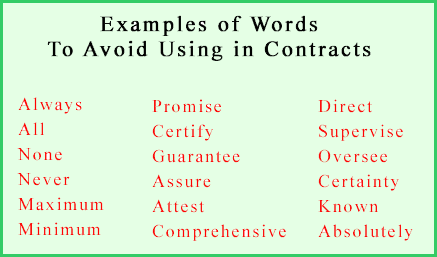 Examples of Words
To Avoid Using in Contracts
Always
All
None
Never
Maximum
Minimum
Promise
Certify
Guarantee
Assure
Attest
Comprehensive
Direct
Supervise
Oversee
Certainty
Known
Absolutely